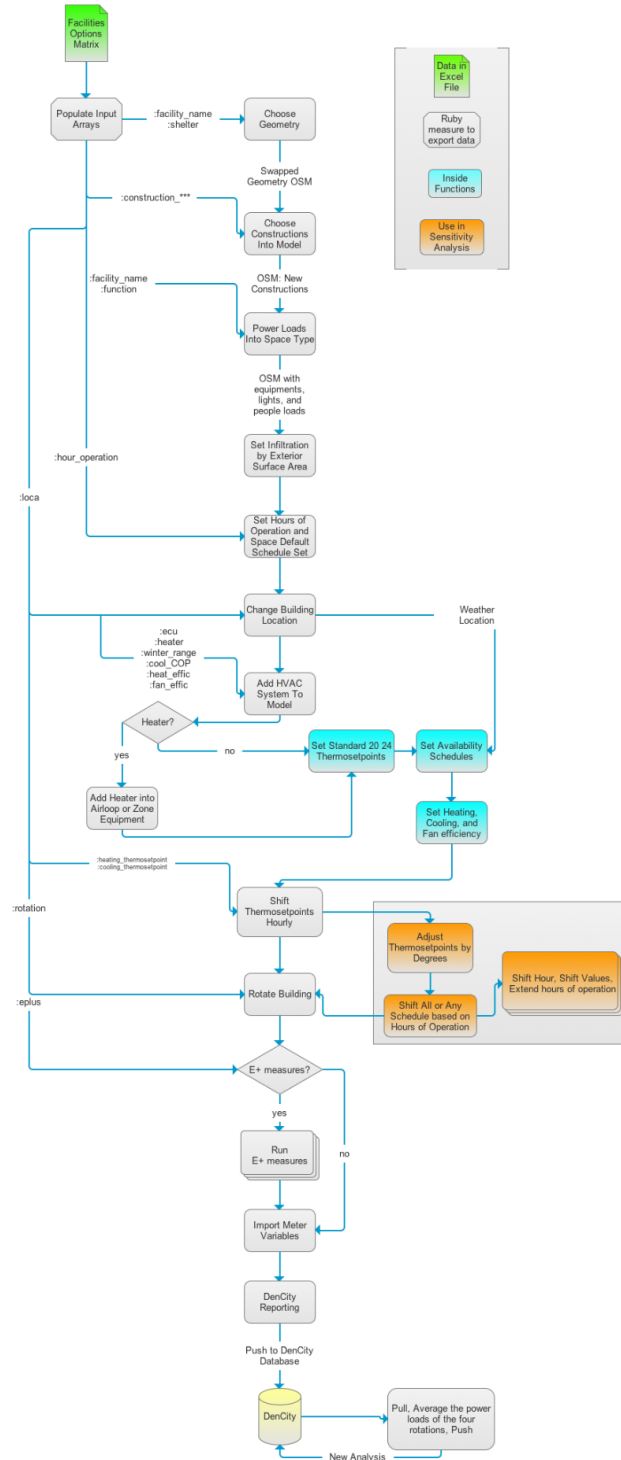 Facilities
Options
Matrix
Data in
Excel
File
Populate Input
Arrays
:facility_name
:shelter
Choose
Geometry
Ruby
measure to
export data
Swapped
Geometry OSM
Inside
Functions
:construction_***
Choose
Constructions
Into Model
Use in
Sensitivity
Analysis
:facility_name
:function
OSM: New
Constructions
Power Loads
Into Space Type
OSM with
equipments,
lights, and
people loads
:hour_operation
Set Infiltration
by Exterior
Surface Area
:loca
Set Hours of
Operation and
Space Default
Schedule Set
Change Building
Location
Weather
Location
:ecu
:heater
:winter_range
:cool_COP
:heat_effic
:fan_effic
Add HVAC
System To
Model
Heater?
no
Set Standard 20 24
Thermosetpoints
Set Availability
Schedules
yes
Add Heater into
Airloop or Zone
Equipment
Set Heating,
Cooling, and
Fan efficiency
:heating_thermosetpoint
:cooling_thermosetpoint
:rotation
Shift
Thermosetpoints
Hourly
Adjust
Thermosetpoints by
Degrees
Shift Hour, Shift Values,
Extend hours of operation
:eplus
Rotate Building
Shift All or Any
Schedule based on
Hours of Operation
E+ measures?
yes
no
Run
E+ measures
Import Meter
Variables
DenCity
Reporting
Push to DenCity
Database
DenCity
Pull, Average the power
loads of the four
rotations, Push
New Analysis